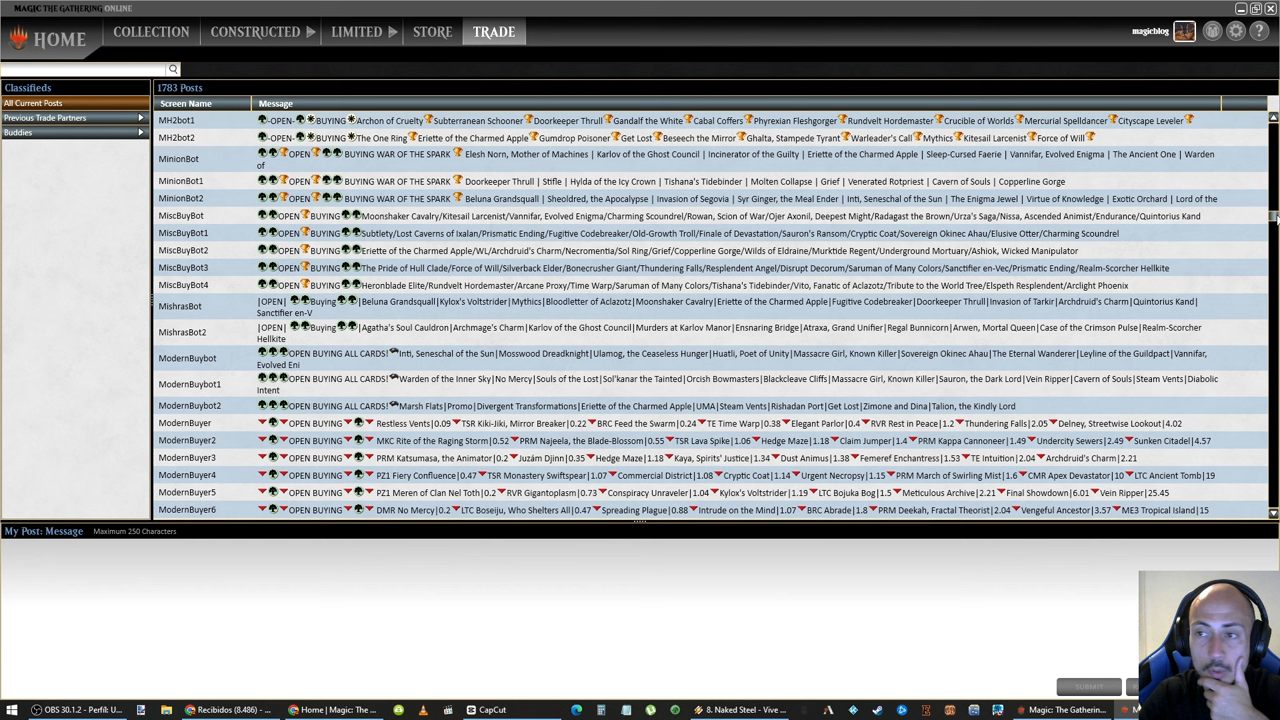 MAGIC THE GATHERING ONLINE
HOME
COLLECTION
CONSTRUCTED
LIMITED
STORE
TRADE
magicblog
Classifieds
All Current Posts
Previous Trade Partners
Buddies
1783 Posts
Screen Name Message
MH2bot1 -OPEN- BUYING Archon of Cruelty Subterranean Schooner Doorkeeper Thrull Gandalf the White Cabal Coffers Phyrexian Fleshgorger Rundvelt Hordemaster Crucible of Worlds Mercurial Spelldancer Cityscape Leveler
MH2bot2 -OPEN- BUYING The One Ring Eriette of the Charmed Apple Gumdrop Poisoner Get Lost Beseech the Mirror Ghalta, Stampede Tyrant Warleader's Call Mythics Kitesail Larcenist Force of Will
MinionBot OPEN BUYING WAR OF THE SPARK Elesh Norn, Mother of Machines | Karlov of the Ghost Council | Incinerator of the Guilty | Eriette of the Charmed Apple | Sleep-Cursed Faerie | Vannifar, Evolved Enigma | The Ancient One | Warden
of
MinionBot1 OPEN BUYING WAR OF THE SPARK Doorkeeper Thrull | Stifle | Hylda of the Icy Crown | Tishana's Tidebinder | Molten Collapse | Grief | Venerated Rotpriest | Cavern of Souls | Copperline Gorge
MinionBot2 OPEN BUYING WAR OF THE SPARK Beluna Grandsquall | Sheoldred, the Apocalypse | Invasion of Segovia | Syr Ginger, the Meal Ender | Inti, Seneschal of the Sun | The Enigma Jewel | Virtue of Knowledge | Exotic Orchard | Lord of the
MiscBuyBot OPEN BUYING Moonshaker Cavalry/Kitesail Larcenist/Vannifar, Evolved Enigma/Charming Scoundrel/Rowan, Scion of War/Ojer Axonil, Deepest Might/Radagast the Brown/Urza's Saga/Nissa, Ascended Animist/Endurance/Quintorius Kand
MiscBuyBot1 OPEN BUYING Subtlety/Lost Caverns of Ixalan/Prismatic Ending/Fugitive Codebreaker/Old-Growth Troll/Finale of Devastation/Sauron's Ransom/Cryptic Coat/Sovereign Okinec Ahau/Elusive Otter/Charming Scoundrel
MiscBuyBot2 OPEN BUYING Eriette of the Charmed Apple/WL/Archdruid's Charm/Necromentia/Sol Ring/Grief/Copperline Gorge/Wilds of Eldraine/Murktide Regent/Underground Mortuary/Ashiok, Wicked Manipulator
MiscBuyBot3 OPEN BUYING The Pride of Hull Clade/Force of Will/Silverback Elder/Bonecrusher Giant/Thundering Falls/Resplendent Angel/Disrupt Decorum/Saruman of Many Colors/Sanctifier en-Vec/Prismatic Ending/Realm-Scorcher Hellkite
MiscBuyBot4 OPEN BUYING Heronblade Elite/Rundvelt Hordemaster/Arcane Proxy/Time Warp/Saruman of Many Colors/Tishana's Tidebinder/Vito, Fanatic of Aclazotz/Tribute to the World Tree/Elspeth Resplendent/Arclight Phoenix
MishrasBot |OPEN| Buying |Beluna Grandsquall|Kylox's Voltstrider|Mythics|Bloodletter of Aclazotz|Moonshaker Cavalry|Eriette of the Charmed Apple|Fugitive Codebreaker|Doorkeeper Thrull|Invasion of Tarkir|Archdruid's Charm|Quintorius Kand|
Sanctifier en-V
MishrasBot2 |OPEN| Buying |Agatha's Soul Cauldron|Archmage's Charm|Karlov of the Ghost Council|Murders at Karlov Manor|Ensnaring Bridge|Atraxa, Grand Unifier|Regal Bunnicorn|Arwen, Mortal Queen|Case of the Crimson Pulse|Realm-Scorcher
Hellkite
ModernBuybot OPEN BUYING ALL CARDS! Inti, Seneschal of the Sun|Mosswood Dreadknight|Ulamog, the Ceaseless Hunger|Huatli, Poet of Unity|Massacre Girl, Known Killer|Sovereign Okinec Ahau|The Eternal Wanderer|Leyline of the Guildpact|Vannifar,
Evolved Eni
ModernBuybot1 OPEN BUYING ALL CARDS! Warden of the Inner Sky|No Mercy|Souls of the Lost|Sol'kanar the Tainted|Orcish Bowmasters|Blackcleave Cliffs|Massacre Girl, Known Killer|Sauron, the Dark Lord|Vein Ripper|Cavern of Souls|Steam Vents|Diabolic
Intent
ModernBuybot2 OPEN BUYING ALL CARDS! Marsh Flats|Promo|Divergent Transformations|Eriette of the Charmed Apple|UMA|Steam Vents|Rishadan Port|Get Lost|Zimone and Dina|Talion, the Kindly Lord
ModernBuyer OPEN BUYING Restless Vents|0.09 TSR Kiki-Jiki, Mirror Breaker|0.22 BRC Feed the Swarm|0.24 TE Time Warp|0.38 Elegant Parlor|0.4 RVR Rest in Peace|1.2 Thundering Falls|2.05 Delney, Streetwise Lookout|4.02
ModernBuyer2 OPEN BUYING MKC Rite of the Raging Storm|0.52 PRM Najeela, the Blade-Blossom|0.55 TSR Lava Spike|1.06 Hedge Maze|1.18 Claim Jumper|1.4 PRM Kappa Cannoneer|1.49 Undercity Sewers|2.49 Sunken Citadel|4.57
ModernBuyer3 OPEN BUYING PRM Katsumasa, the Animator|0.2 Juzám Djinn|0.35 Hedge Maze|1.18 Kaya, Spirits' Justice|1.34 Dust Animus|1.38 Femeref Enchantress|1.53 TE Intuition|2.04 Archdruid's Charm|2.21
ModernBuyer4 OPEN BUYING PZ1 Fiery Confluence|0.47 TSR Monastery Swiftspear|1.07 Commercial District|1.08 Cryptic Coat|1.14 Urgent Necropsy|1.15 PRM March of Swirling Mist|1.6 CMR Apex Devastator|10 LTC Ancient Tomb|19
ModernBuyer5 OPEN BUYING PZ1 Meren of Clan Nel Toth|0.2 RVR Gigantoplasm|0.73 Conspiracy Unraveler|1.04 Kylox's Voltstrider|1.19 LTC Bojuka Bog|1.5 Meticulous Archive|2.21 Final Showdown|6.01 Vein Ripper|25.45
ModernBuyer6 OPEN BUYING DMR No Mercy|0.2 LTC Boseiju, Who Shelters All|0.47 Spreading Plague|0.88 Intrude on the Mind|1.07 BRC Abrade|1.8 PRM Deekah, Fractal Theorist|2.04 Vengeful Ancestor|3.57 ME3 Tropical Island|15
My Post: Message Maximum 250 Characters
SUBMIT
OBS 30.1.2 - Perfil: U...
Recibidos (8.486) - ...
Home | Magic: The ...
CapCut
8. Naked Steel - Vive ...
Magic: The Gatherin...